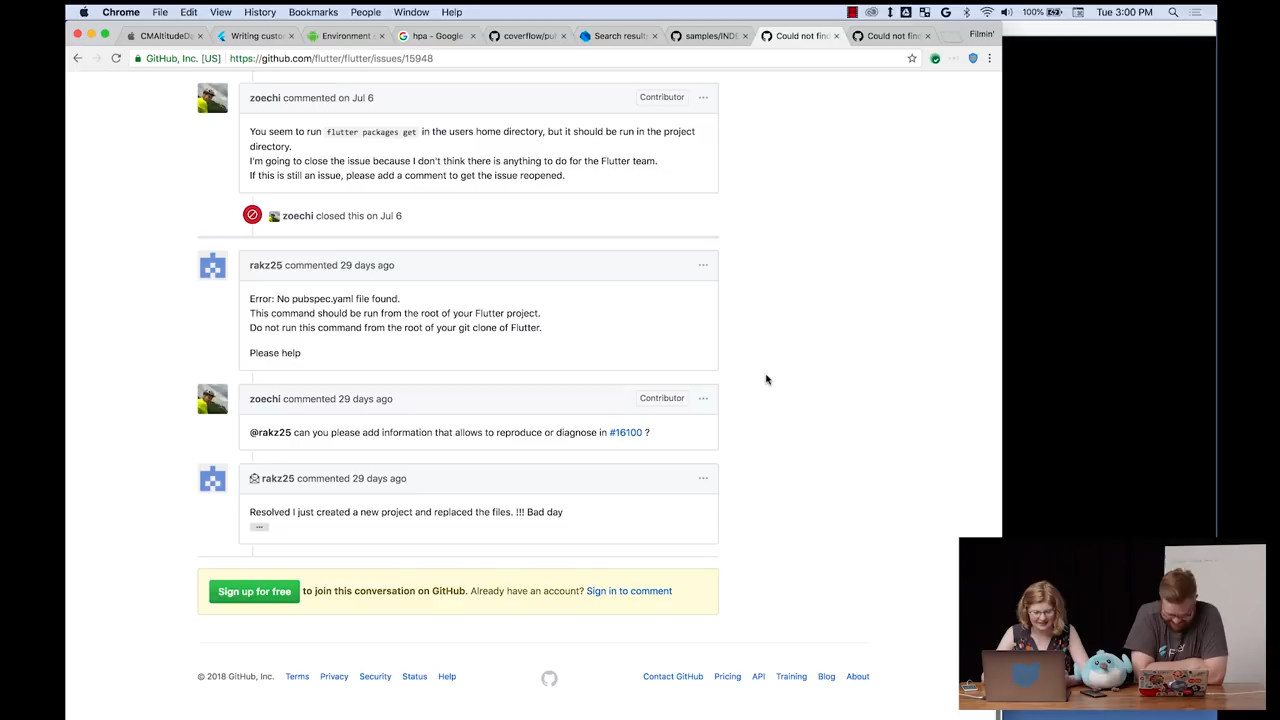 Chrome File Edit View History Bookmarks People Window Help 100% Tue 3:00 PM
CMAltitudeDa Writing custo Environment hpa - Google coverflow/pu Search result samples/INDE Could not fin Could not fin Filmin'
GitHub, Inc. [US] https://github.com/flutter/flutter/issues/15948
zoechi commented on Jul 6 Contributor
You seem to run flutter packages get in the users home directory, but it should be run in the project
directory.
I'm going to close the issue because I don't think there is anything to do for the Flutter team.
If this is still an issue, please add a comment to get the issue reopened.
zoechi closed this on Jul 6
rakz25 commented 29 days ago
Error: No pubspec.yaml file found.
This command should be run from the root of your Flutter project.
Do not run this command from the root of your git clone of Flutter.
Please help
zoechi commented 29 days ago Contributor
@rakz25 can you please add information that allows to reproduce or diagnose in #16100 ?
rakz25 commented 29 days ago
Resolved I just created a new project and replaced the files. !!! Bad day
Sign up for free to join this conversation on GitHub. Already have an account? Sign in to comment
© 2018 GitHub, Inc. Terms Privacy Security Status Help Contact GitHub Pricing API Training Blog About